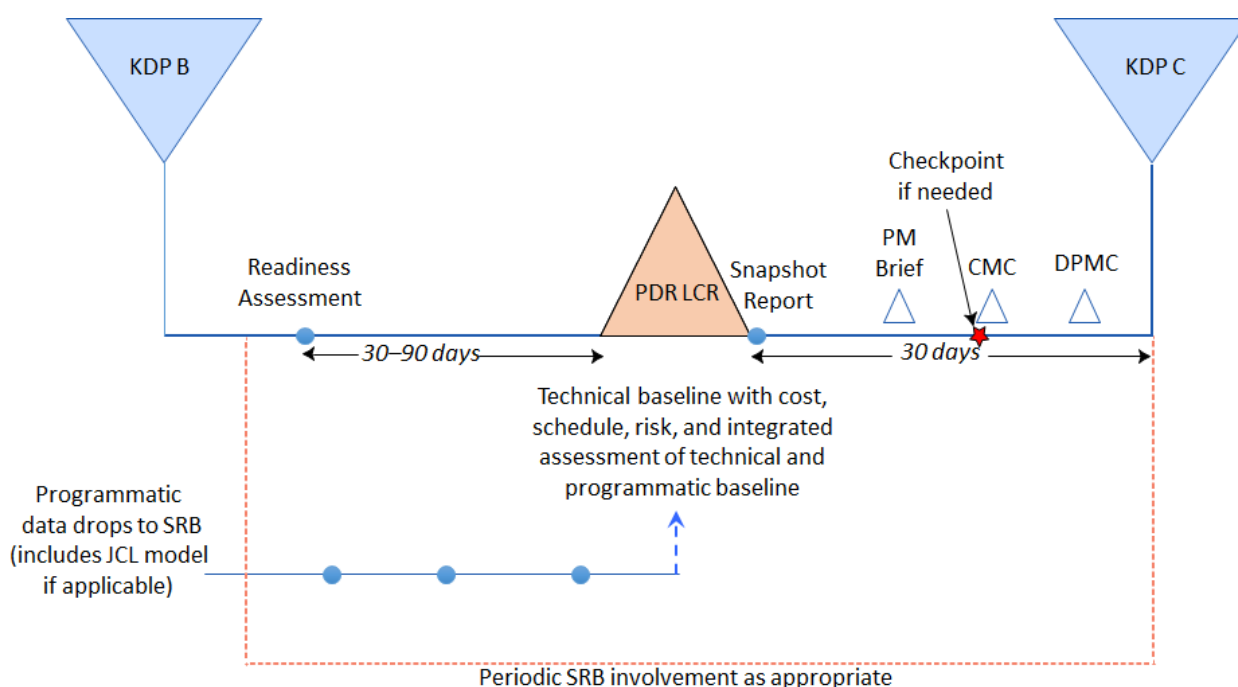 KDP B
KDP C
Checkpoint
if needed
PM
Brief
CMC
DPMC
Readiness
Assessment
PDR LCR
Snapshot
Report
30–90 days
30 days
Technical baseline with cost,
schedule, risk, and integrated
assessment of technical and
programmatic baseline
Programmatic
data drops to SRB
(includes JCL model
if applicable)
Periodic SRB involvement as appropriate